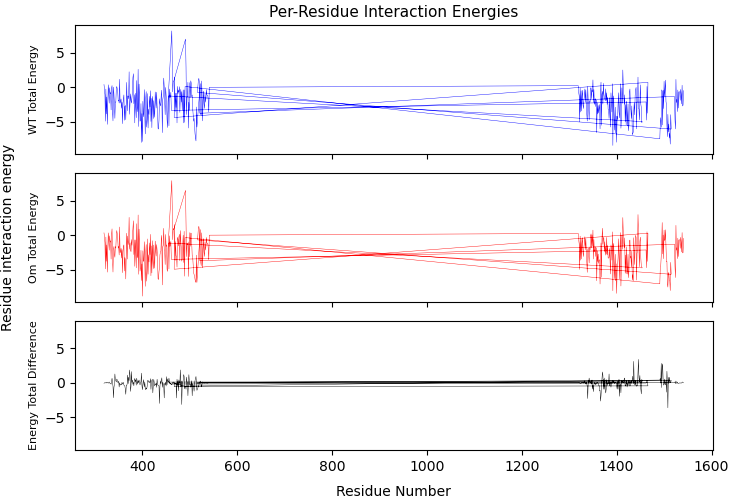 Per-Residue Interaction Energies
Residue interaction energy
WT Total Energy
5
0
−5
Om Total Energy
5
0
−5
Energy Total Difference
5
0
−5
400 600 800 1000 1200 1400 1600
Residue Number